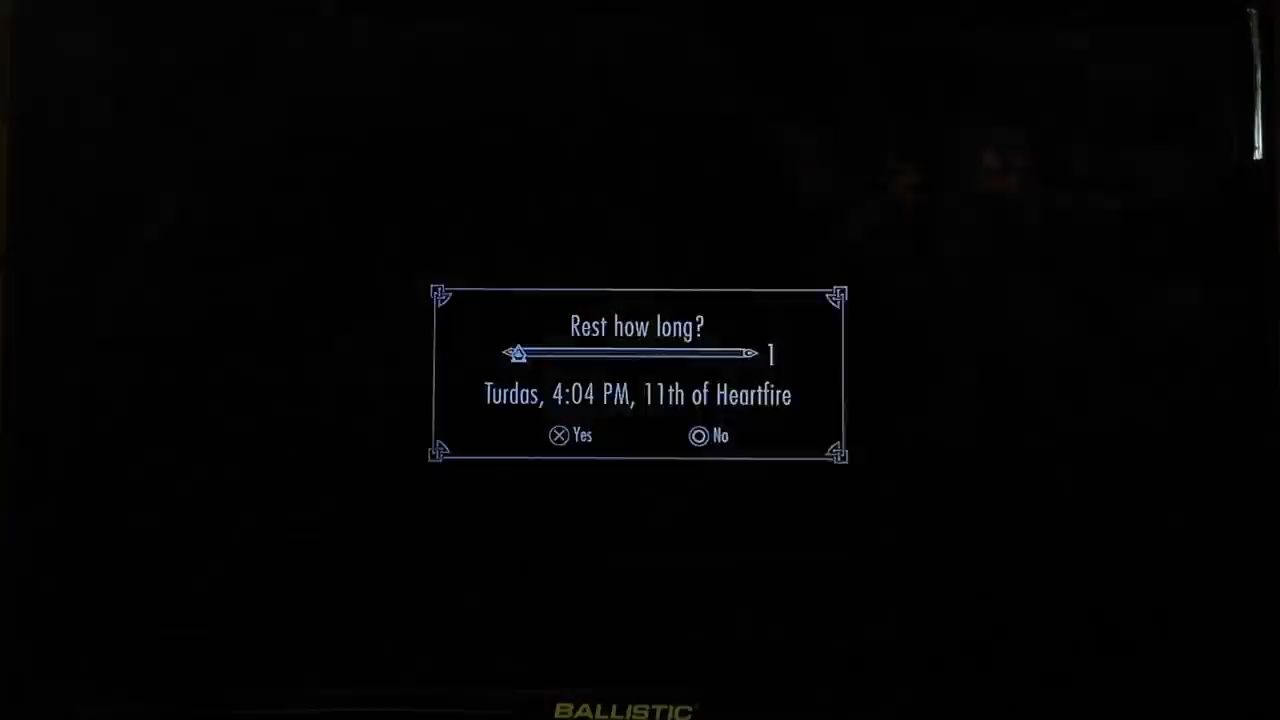 Rest how long?
1
Turdas, 4:04 PM, 11th of Heartfire
Yes No
BALLISTIC